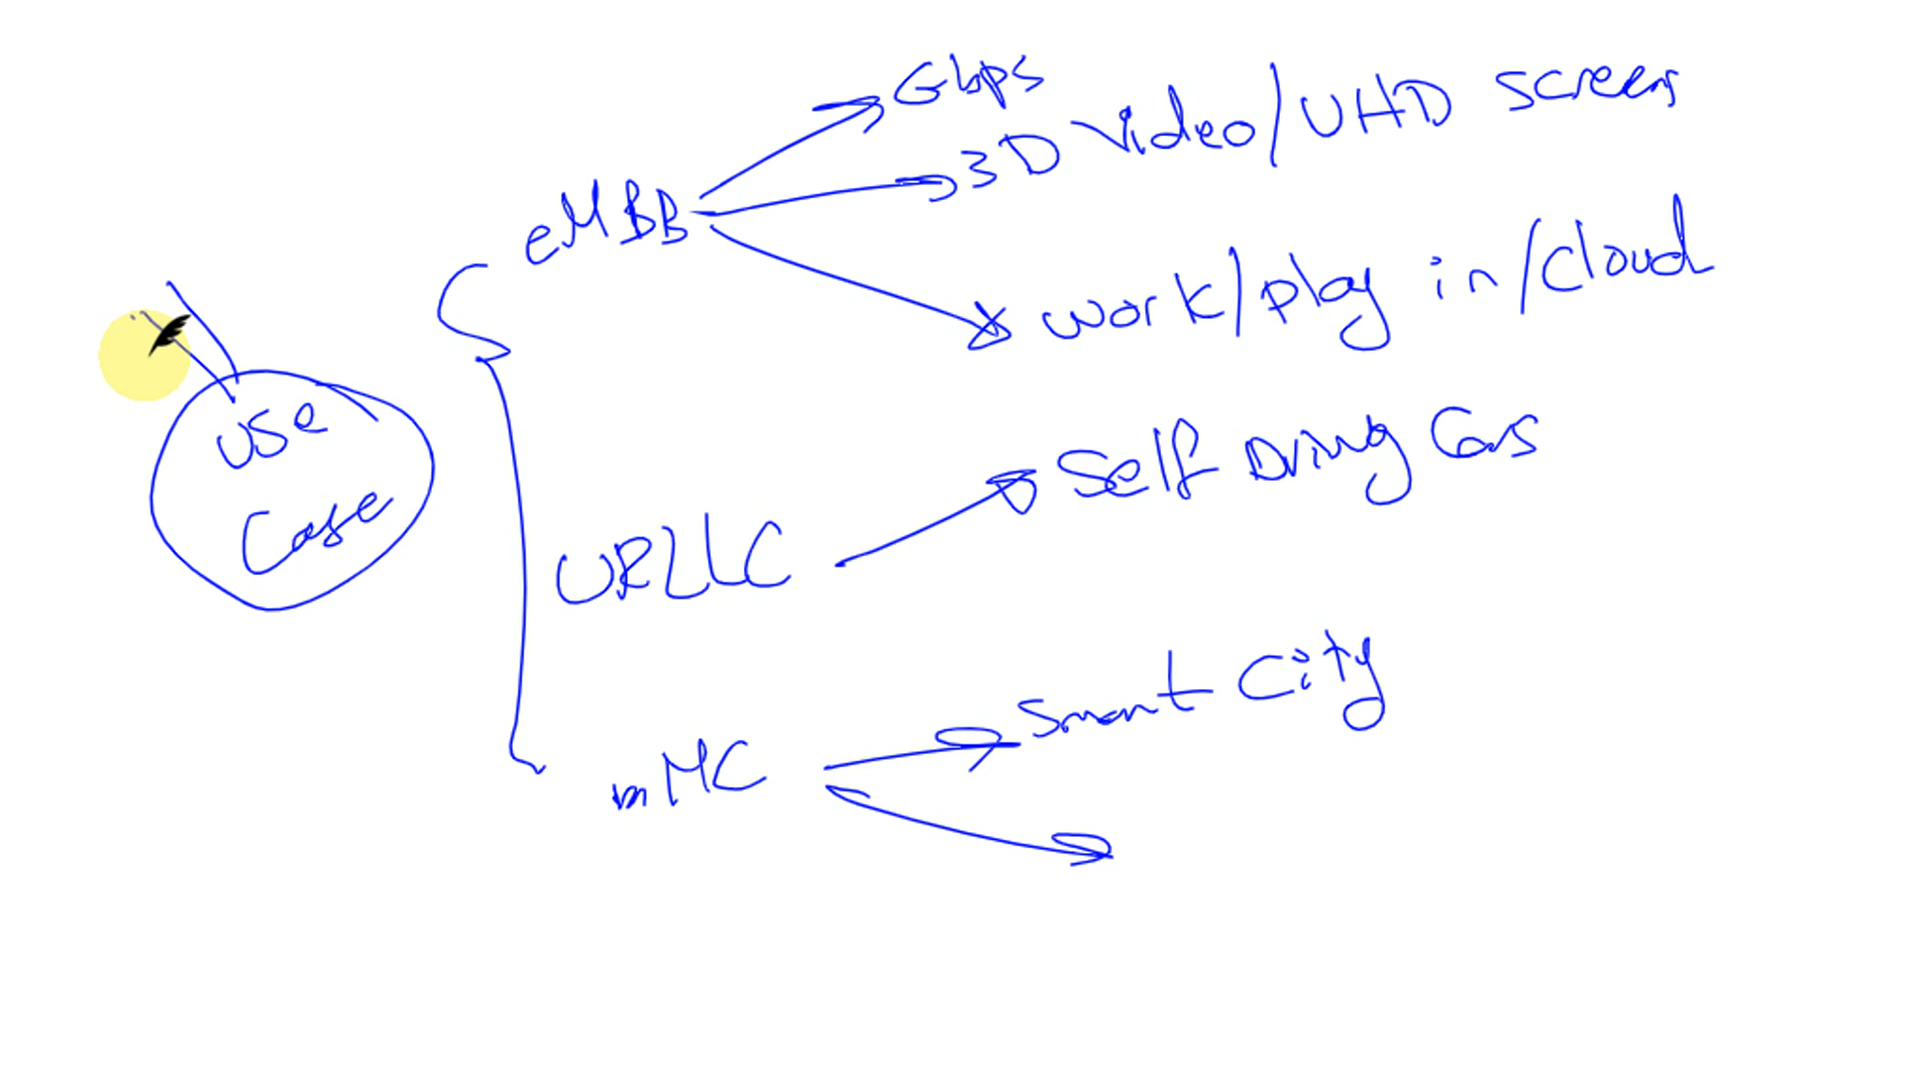 Gbps
3D Video/UHD screens
eMBB
work/play in/cloud
Use
Case
Self Driving Cars
URLLC
Smart City
mMC